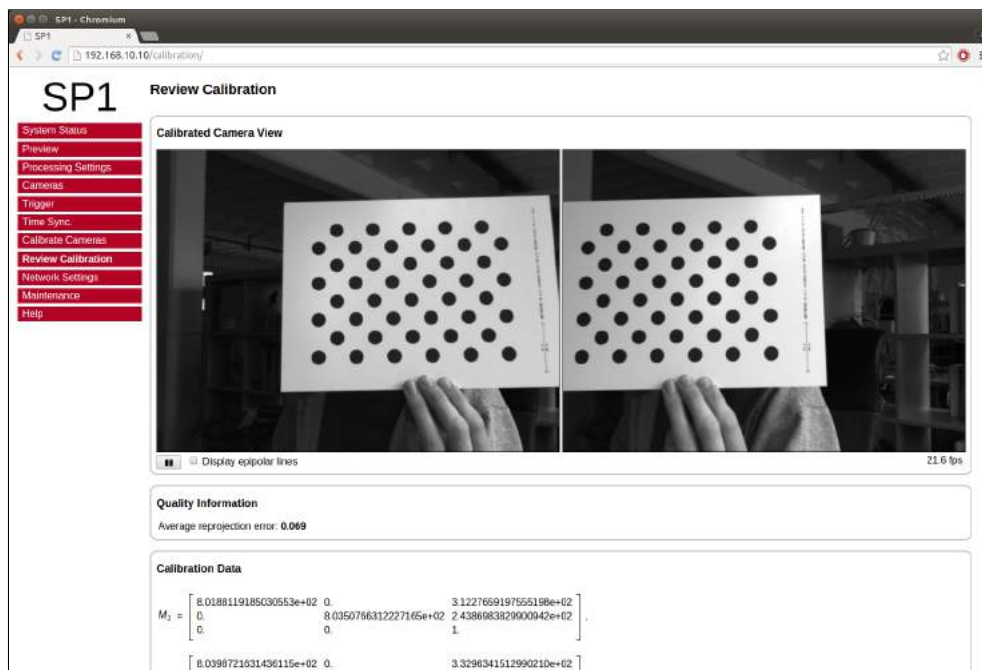 SP1 - Chromium
SP1
192.168.10.10/calibration/
SP1
System Status
Preview
Processing Settings
Cameras
Trigger
Time Sync.
Calibrate Cameras
Review Calibration
Network Settings
Maintenance
Help
Review Calibration
Calibrated Camera View
Display epipolar lines
21.6 fps
Quality Information
Average reprojection error: 0.069
Calibration Data
M₁ =
8.0188119185030553e+02 0. 3.1227659197555198e+02
0. 8.0350766312227165e+02 2.4386983829900942e+02
0. 0. 1.
,
8.0398721631436115e+02 0. 3.3296341512990210e+02